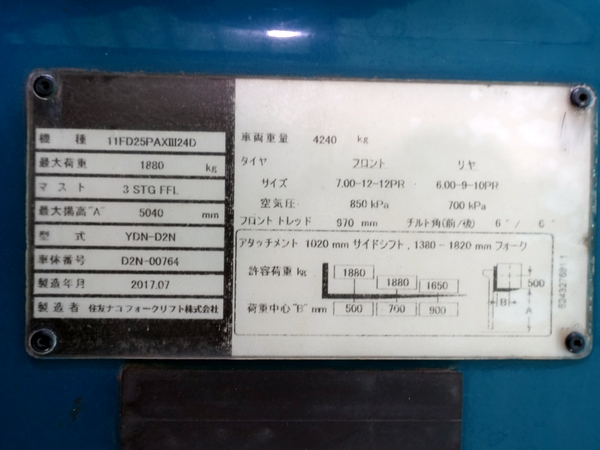 機 種 11FD25PAXIII24D
最大荷重 1880 kg
マスト 3 STG FFL
最大揚高"A" 5040 mm
型 式 YDN-D2N
車体番号 D2N-00764
製造年月 2017.07
製造者 住友ナコフォークリフト株式会社
車両重量 4240 kg
タイヤ フロント リヤ
サイズ 7.00-12-12PR 6.00-9-10PR
空気圧 850 kPa 700 kPa
フロントトレッド 970 mm チルト角(前/後) 6°/ 6°
アタッチメント 1020 mm サイドシフト, 1380 - 1820 mm フォーク
許容荷重 kg 1880 1880 1650
荷重中心"B" mm 500 700 900
500
B
A